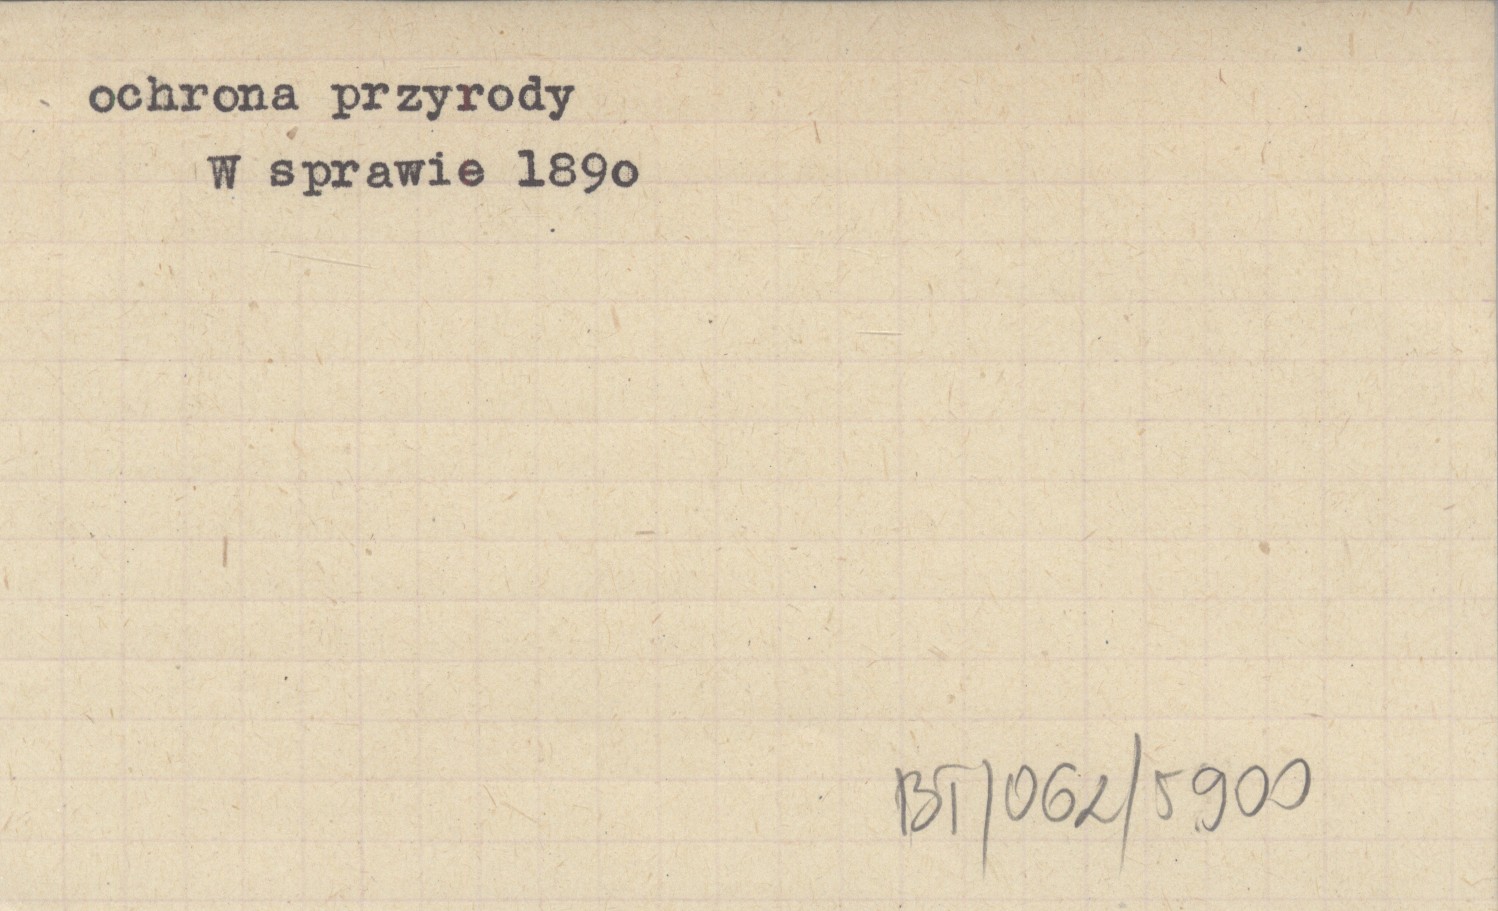 ochrona przyrody
W sprawie 189o
BT/062/5900